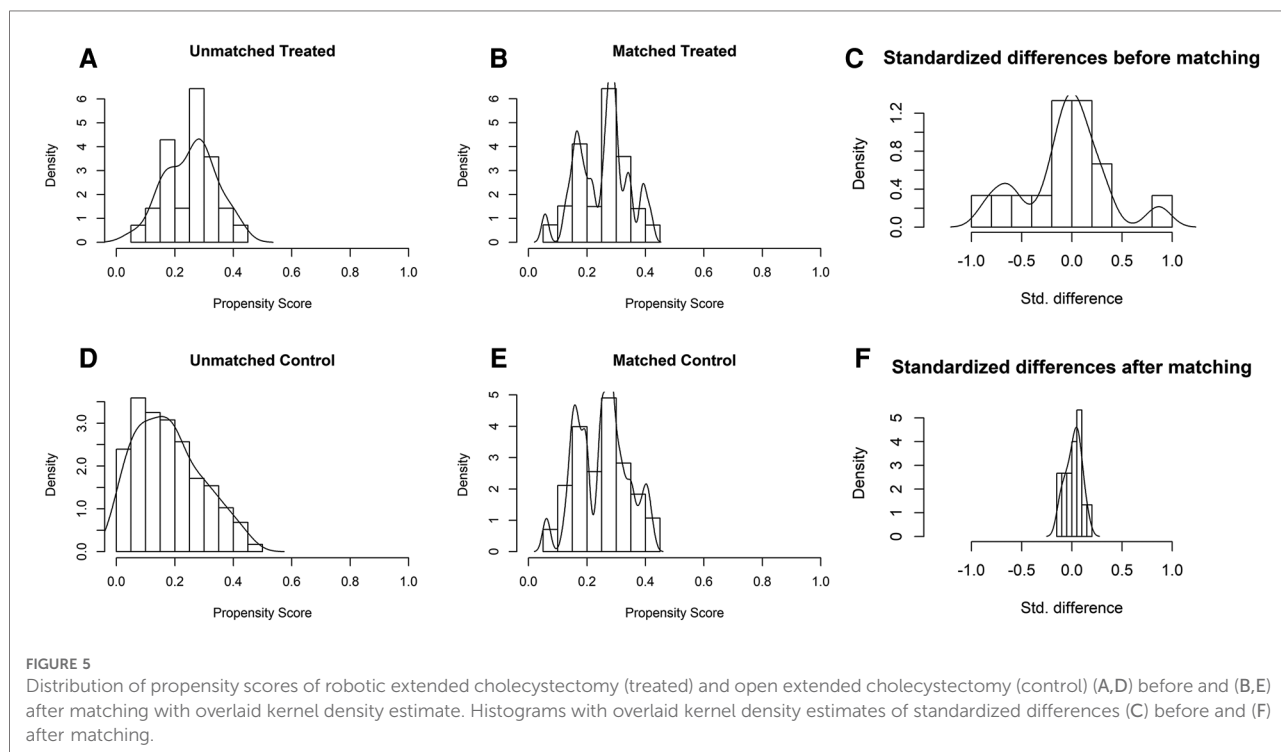 A
Unmatched Treated
Density
0 1 2 3 4 5 6
0.0 0.2 0.4 0.6 0.8 1.0
Propensity Score
B
Matched Treated
Density
0 1 2 3 4 5 6
0.0 0.2 0.4 0.6 0.8 1.0
Propensity Score
C
Standardized differences before matching
Density
0.0 0.4 0.8 1.2
-1.0 -0.5 0.0 0.5 1.0
Std. difference
D
Unmatched Control
Density
0.0 1.0 2.0 3.0
0.0 0.2 0.4 0.6 0.8 1.0
Propensity Score
E
Matched Control
Density
0 1 2 3 4 5
0.0 0.2 0.4 0.6 0.8 1.0
Propensity Score
F
Standardized differences after matching
Density
0 1 2 3 4 5
-1.0 -0.5 0.0 0.5 1.0
Std. difference
FIGURE 5
Distribution of propensity scores of robotic extended cholecystectomy (treated) and open extended cholecystectomy (control) (A,D) before and (B,E)
after matching with overlaid kernel density estimate. Histograms with overlaid kernel density estimates of standardized differences (C) before and (F)
after matching.